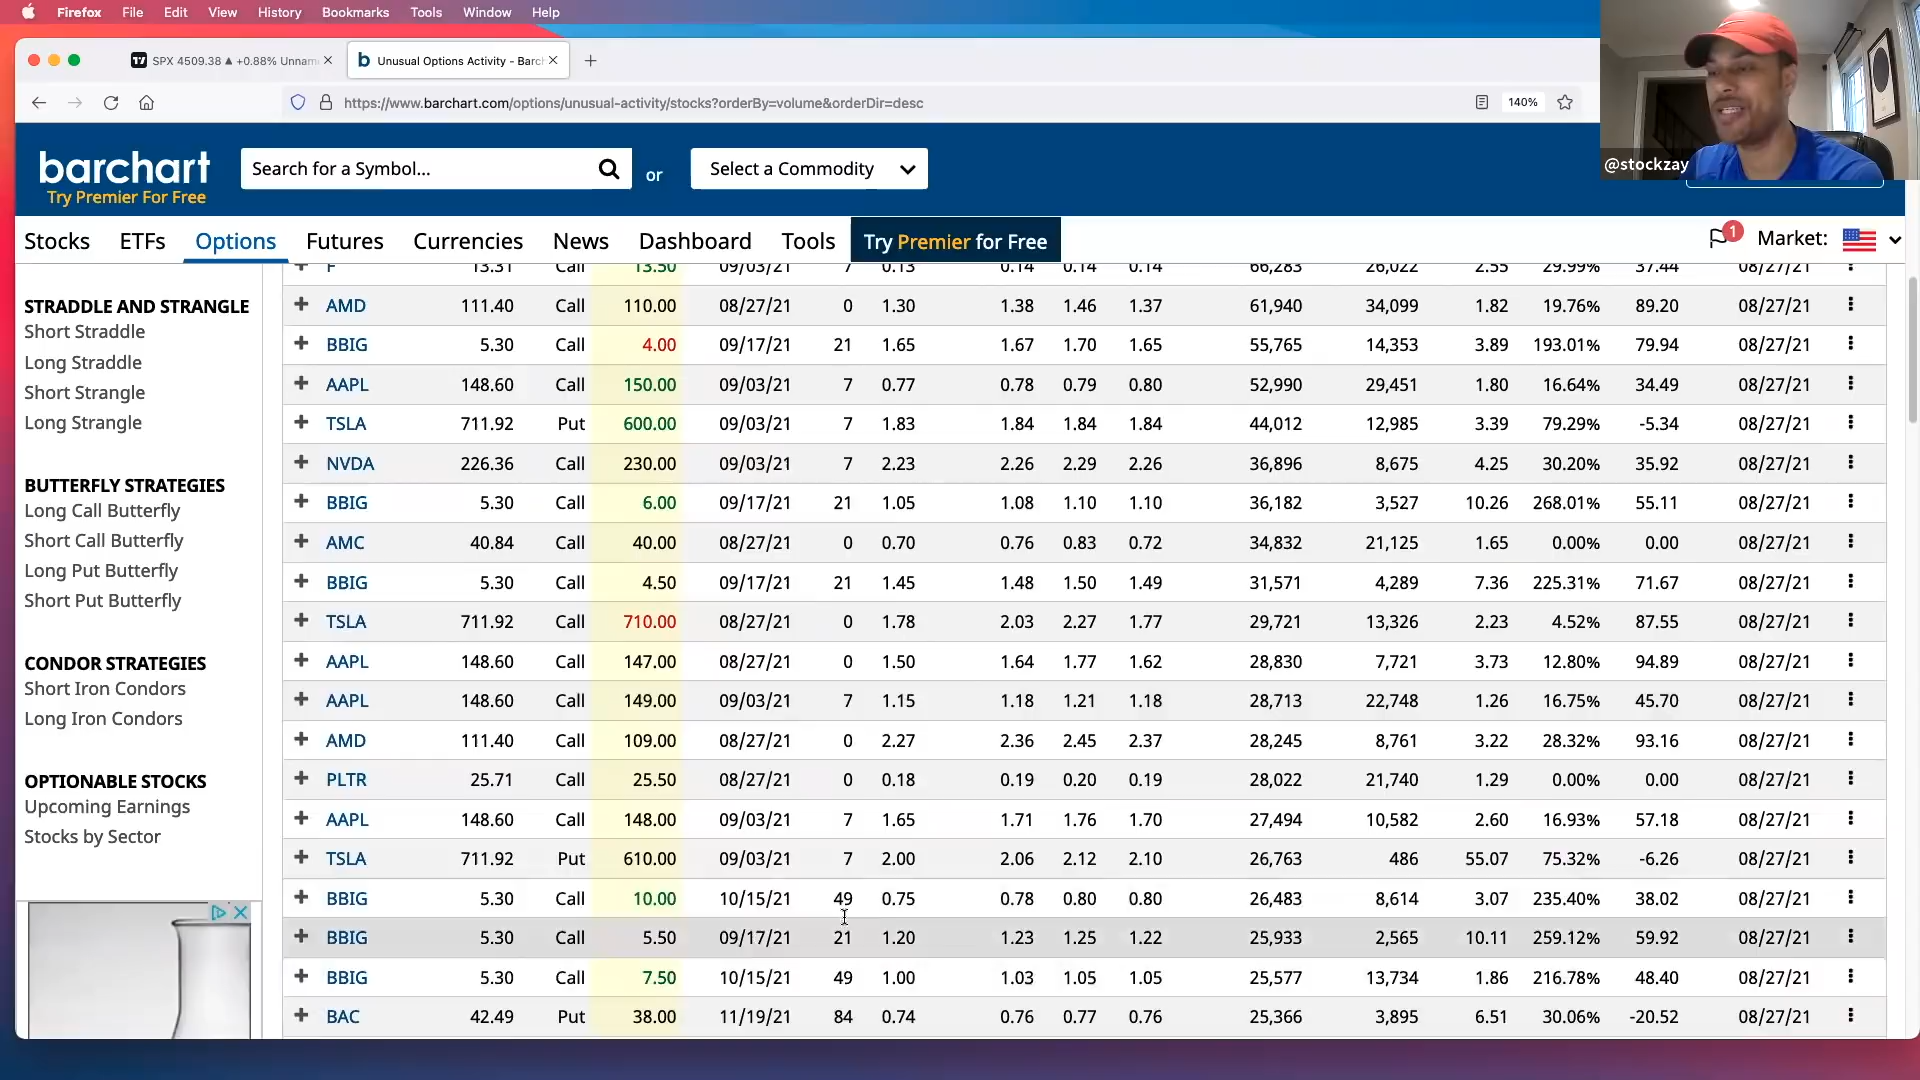 Firefox File Edit View History Bookmarks Tools Window Help
SPX 4509.38 ▲ +0.88% Unnam
Unusual Options Activity - Barc
https://www.barchart.com/options/unusual-activity/stocks?orderBy=volume&orderDir=desc
140%
@stockzay
barchart
Try Premier For Free
Search for a Symbol...
or
Select a Commodity
Stocks ETFs Options Futures Currencies News Dashboard Tools Try Premier for Free 1 Market:
STRADDLE AND STRANGLE
Short Straddle
Long Straddle
Short Strangle
Long Strangle
BUTTERFLY STRATEGIES
Long Call Butterfly
Short Call Butterfly
Long Put Butterfly
Short Put Butterfly
CONDOR STRATEGIES
Short Iron Condors
Long Iron Condors
OPTIONABLE STOCKS
Upcoming Earnings
Stocks by Sector
F 13.31 Call 13.50 09/03/21 7 0.13 0.14 0.14 0.14 66,283 26,022 2.55 29.99% 37.44 08/27/21
AMD 111.40 Call 110.00 08/27/21 0 1.30 1.38 1.46 1.37 61,940 34,099 1.82 19.76% 89.20 08/27/21
BBIG 5.30 Call 4.00 09/17/21 21 1.65 1.67 1.70 1.65 55,765 14,353 3.89 193.01% 79.94 08/27/21
AAPL 148.60 Call 150.00 09/03/21 7 0.77 0.78 0.79 0.80 52,990 29,451 1.80 16.64% 34.49 08/27/21
TSLA 711.92 Put 600.00 09/03/21 7 1.83 1.84 1.84 1.84 44,012 12,985 3.39 79.29% -5.34 08/27/21
NVDA 226.36 Call 230.00 09/03/21 7 2.23 2.26 2.29 2.26 36,896 8,675 4.25 30.20% 35.92 08/27/21
BBIG 5.30 Call 6.00 09/17/21 21 1.05 1.08 1.10 1.10 36,182 3,527 10.26 268.01% 55.11 08/27/21
AMC 40.84 Call 40.00 08/27/21 0 0.70 0.76 0.83 0.72 34,832 21,125 1.65 0.00% 0.00 08/27/21
BBIG 5.30 Call 4.50 09/17/21 21 1.45 1.48 1.50 1.49 31,571 4,289 7.36 225.31% 71.67 08/27/21
TSLA 711.92 Call 710.00 08/27/21 0 1.78 2.03 2.27 1.77 29,721 13,326 2.23 4.52% 87.55 08/27/21
AAPL 148.60 Call 147.00 08/27/21 0 1.50 1.64 1.77 1.62 28,830 7,721 3.73 12.80% 94.89 08/27/21
AAPL 148.60 Call 149.00 09/03/21 7 1.15 1.18 1.21 1.18 28,713 22,748 1.26 16.75% 45.70 08/27/21
AMD 111.40 Call 109.00 08/27/21 0 2.27 2.36 2.45 2.37 28,245 8,761 3.22 28.32% 93.16 08/27/21
PLTR 25.71 Call 25.50 08/27/21 0 0.18 0.19 0.20 0.19 28,022 21,740 1.29 0.00% 0.00 08/27/21
AAPL 148.60 Call 148.00 09/03/21 7 1.65 1.71 1.76 1.70 27,494 10,582 2.60 16.93% 57.18 08/27/21
TSLA 711.92 Put 610.00 09/03/21 7 2.00 2.06 2.12 2.10 26,763 486 55.07 75.32% -6.26 08/27/21
BBIG 5.30 Call 10.00 10/15/21 49 0.75 0.78 0.80 0.80 26,483 8,614 3.07 235.40% 38.02 08/27/21
BBIG 5.30 Call 5.50 09/17/21 21 1.20 1.23 1.25 1.22 25,933 2,565 10.11 259.12% 59.92 08/27/21
BBIG 5.30 Call 7.50 10/15/21 49 1.00 1.03 1.05 1.05 25,577 13,734 1.86 216.78% 48.40 08/27/21
BAC 42.49 Put 38.00 11/19/21 84 0.74 0.76 0.77 0.76 25,366 3,895 6.51 30.06% -20.52 08/27/21